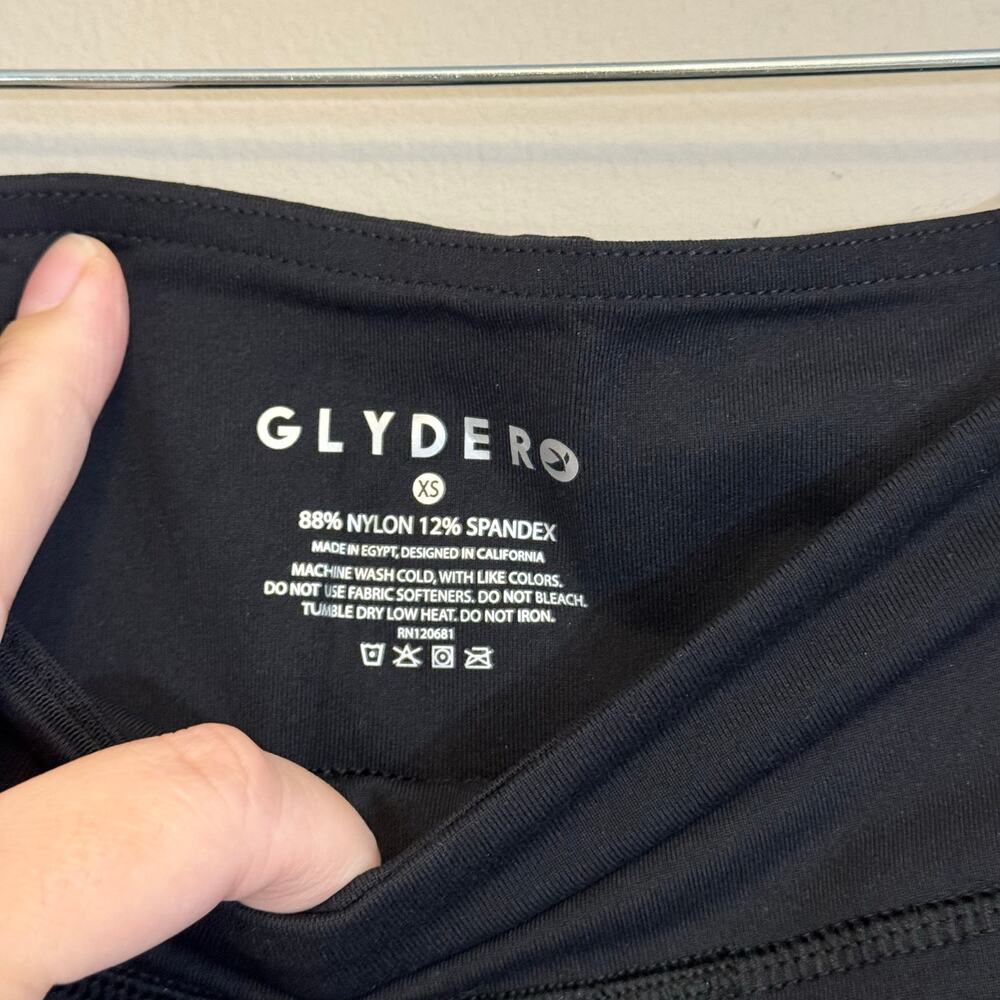 GLYDER
XS
88% NYLON 12% SPANDEX
MADE IN EGYPT, DESIGNED IN CALIFORNIA
MACHINE WASH COLD, WITH LIKE COLORS.
DO NOT USE FABRIC SOFTENERS. DO NOT BLEACH.
TUMBLE DRY LOW HEAT. DO NOT IRON.
RN120681